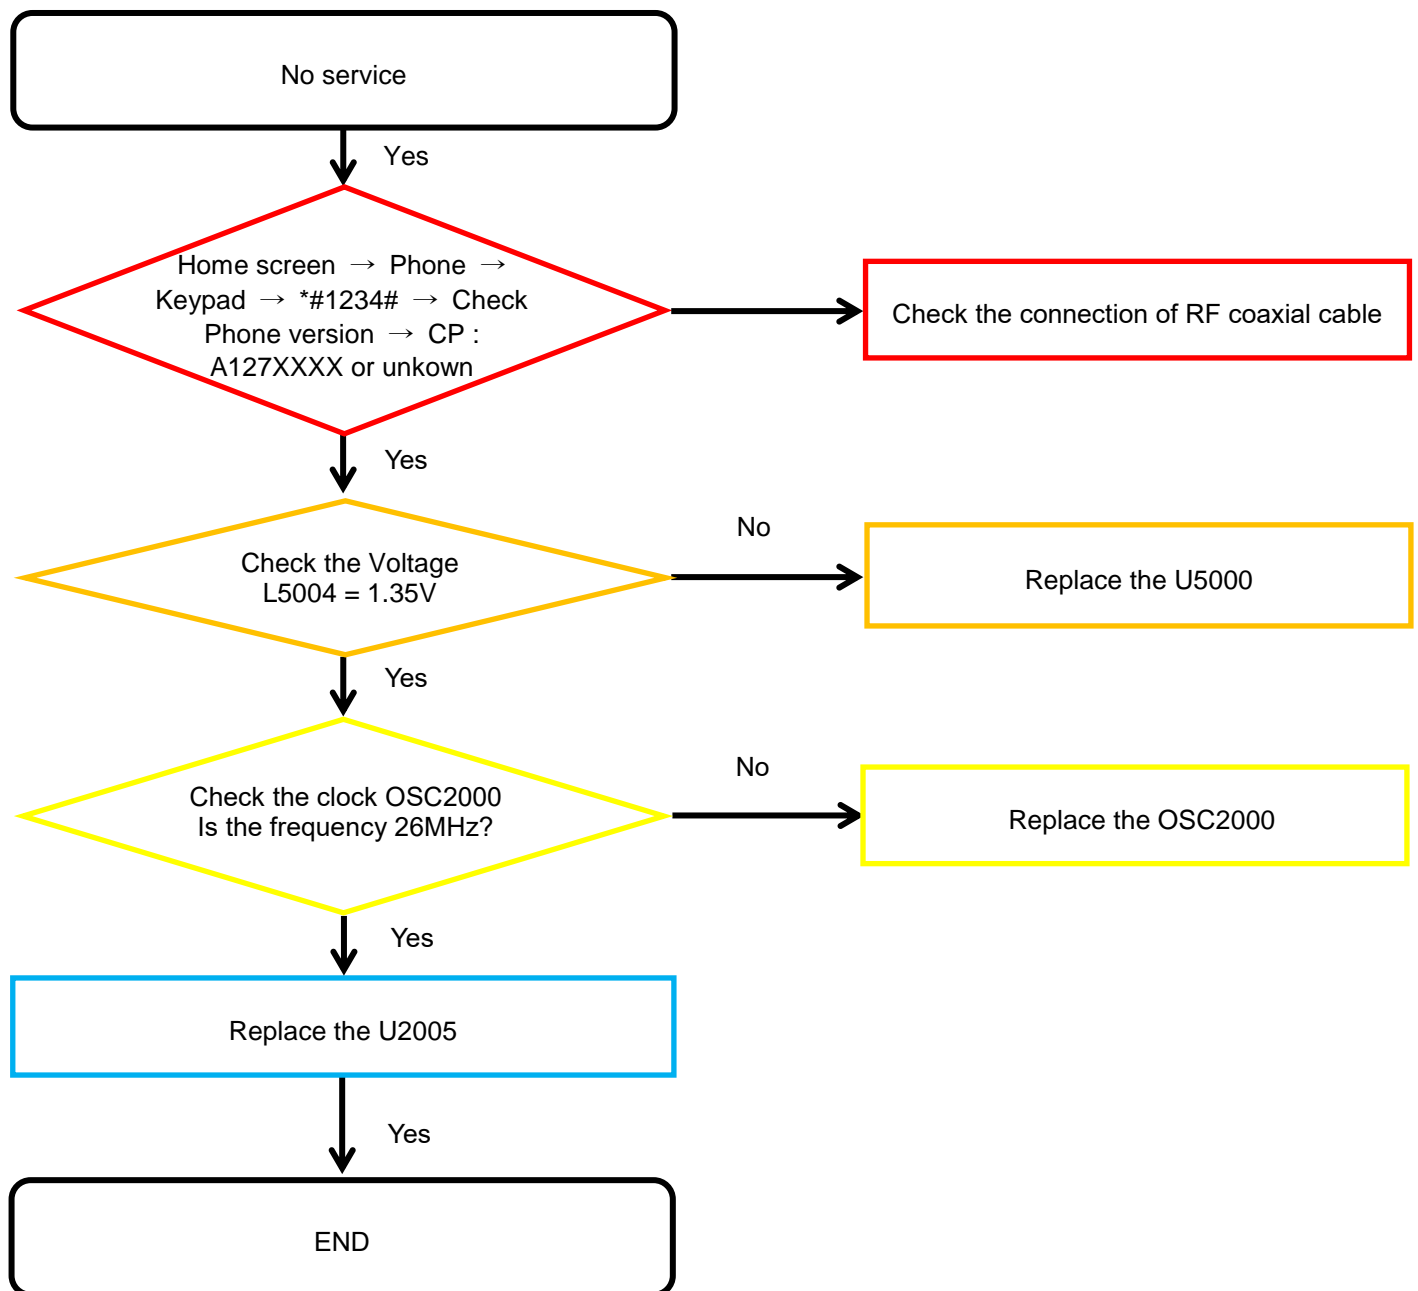 No service
Yes
Home screen → Phone →
Keypad → *#1234# → Check
Phone version → CP :
A127XXXX or unkown
Check the connection of RF coaxial cable
Yes
Check the Voltage
L5004 = 1.35V
No
Replace the U5000
Yes
Check the clock OSC2000
Is the frequency 26MHz?
No
Replace the OSC2000
Yes
Replace the U2005
Yes
END